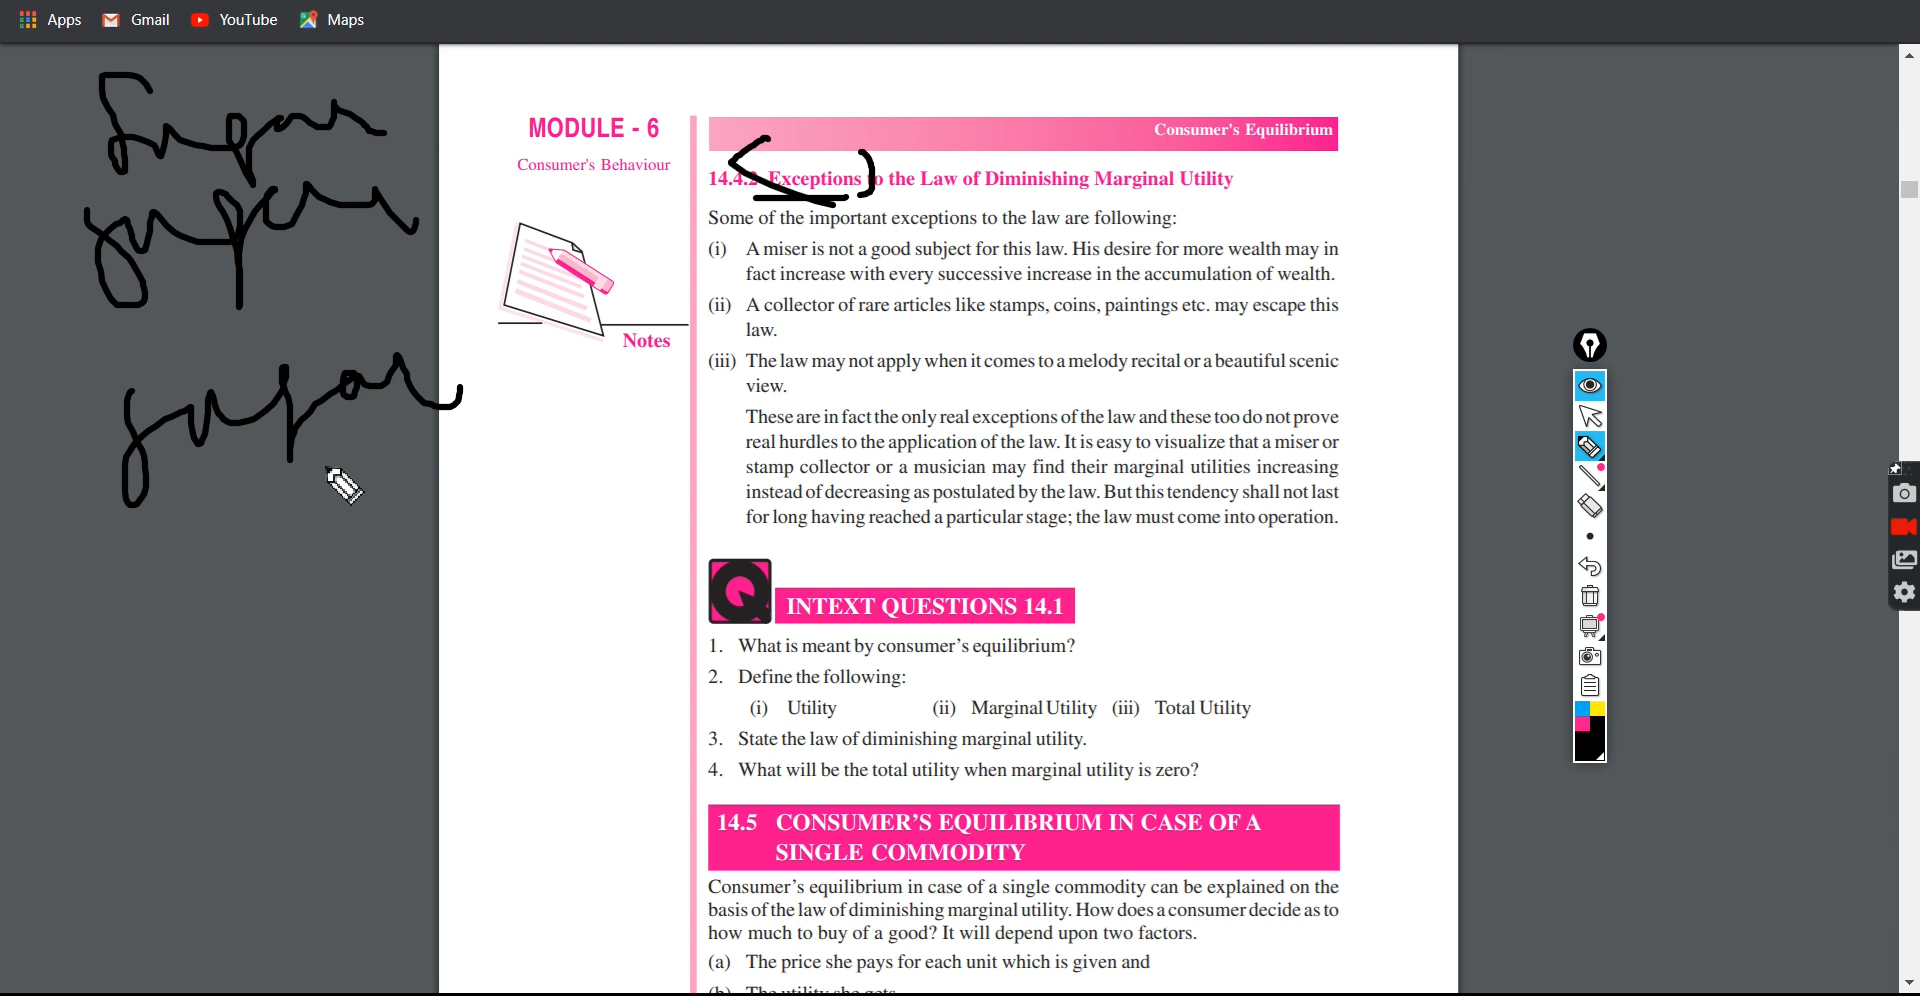 Apps Gmail YouTube Maps
MODULE - 6
Consumer's Behaviour
Notes
Consumer's Equilibrium
14.4.2 Exceptions to the Law of Diminishing Marginal Utility
Some of the important exceptions to the law are following:
(i) A miser is not a good subject for this law. His desire for more wealth may in
fact increase with every successive increase in the accumulation of wealth.
(ii) A collector of rare articles like stamps, coins, paintings etc. may escape this
law.
(iii) The law may not apply when it comes to a melody recital or a beautiful scenic
view.
These are in fact the only real exceptions of the law and these too do not prove
real hurdles to the application of the law. It is easy to visualize that a miser or
stamp collector or a musician may find their marginal utilities increasing
instead of decreasing as postulated by the law. But this tendency shall not last
for long having reached a particular stage; the law must come into operation.
INTEXT QUESTIONS 14.1
1. What is meant by consumer’s equilibrium?
2. Define the following:
(i) Utility (ii) Marginal Utility (iii) Total Utility
3. State the law of diminishing marginal utility.
4. What will be the total utility when marginal utility is zero?
14.5 CONSUMER’S EQUILIBRIUM IN CASE OF A
SINGLE COMMODITY
Consumer’s equilibrium in case of a single commodity can be explained on the
basis of the law of diminishing marginal utility. How does a consumer decide as to
how much to buy of a good? It will depend upon two factors.
(a) The price she pays for each unit which is given and
(b) The utility she gets